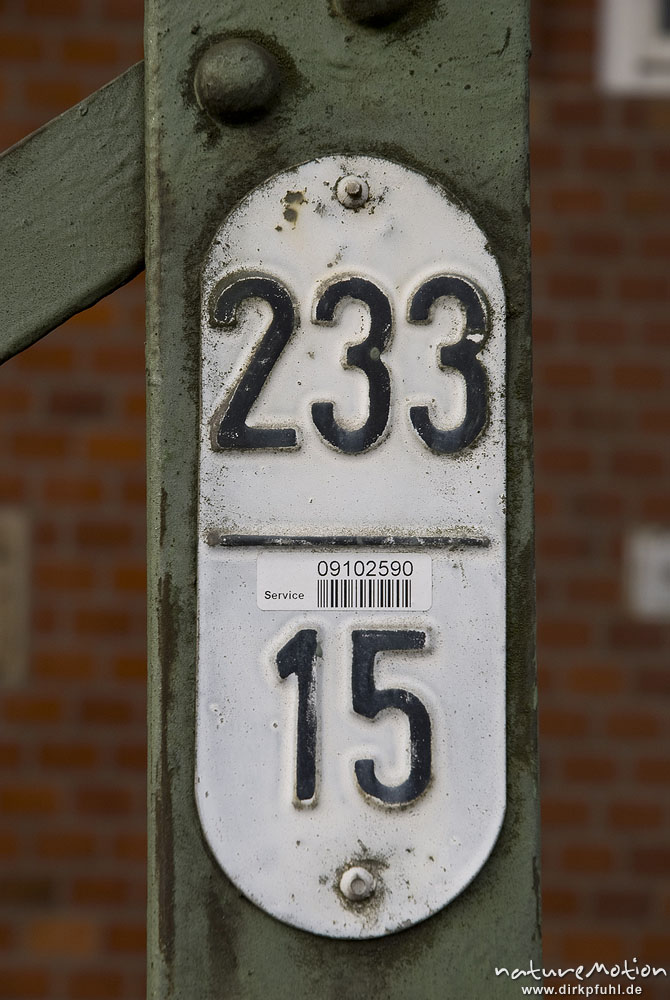 233
09102590
Service
15
natureMotion
www.dirkpfuhl.de